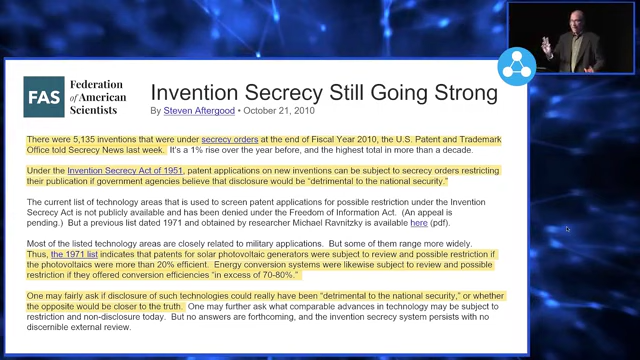 FAS
Federation
of American
Scientists
Invention Secrecy Still Going Strong
By Steven Aftergood • October 21, 2010
There were 5,135 inventions that were under secrecy orders at the end of Fiscal Year 2010, the U.S. Patent and Trademark
Office told Secrecy News last week. It's a 1% rise over the year before, and the highest total in more than a decade.
Under the Invention Secrecy Act of 1951, patent applications on new inventions can be subject to secrecy orders restricting
their publication if government agencies believe that disclosure would be “detrimental to the national security.”
The current list of technology areas that is used to screen patent applications for possible restriction under the Invention
Secrecy Act is not publicly available and has been denied under the Freedom of Information Act. (An appeal is
pending.) But a previous list dated 1971 and obtained by researcher Michael Ravnitzky is available here (pdf).
Most of the listed technology areas are closely related to military applications. But some of them range more widely.
Thus, the 1971 list indicates that patents for solar photovoltaic generators were subject to review and possible restriction if
the photovoltaics were more than 20% efficient. Energy conversion systems were likewise subject to review and possible
restriction if they offered conversion efficiencies “in excess of 70-80%.”
One may fairly ask if disclosure of such technologies could really have been “detrimental to the national security,” or whether
the opposite would be closer to the truth. One may further ask what comparable advances in technology may be subject to
restriction and non-disclosure today. But no answers are forthcoming, and the invention secrecy system persists with no
discernible external review.